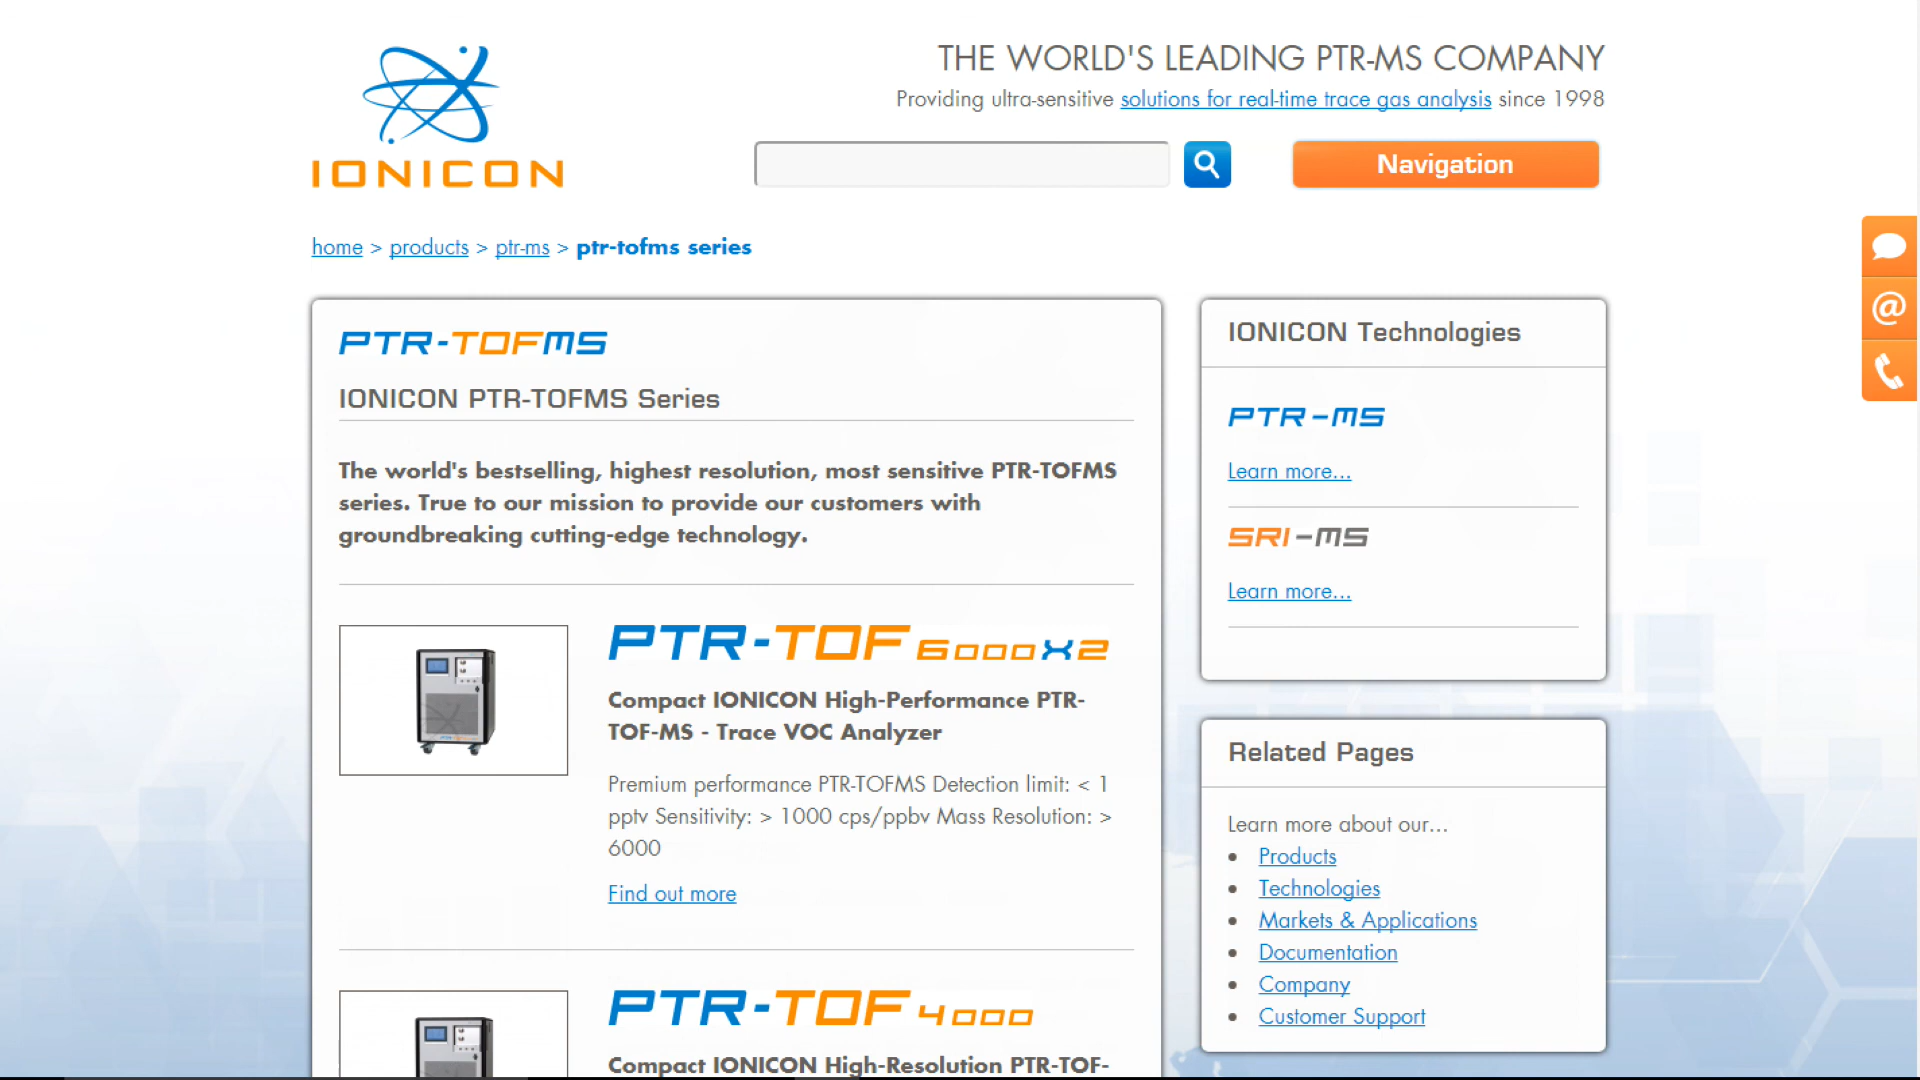 IONICON
THE WORLD'S LEADING PTR-MS COMPANY
Providing ultra-sensitive solutions for real-time trace gas analysis since 1998
Navigation
home > products > ptr-ms > ptr-tofms series
@
PTR-TOFMS
IONICON PTR-TOFMS Series
The world's bestselling, highest resolution, most sensitive PTR-TOFMS
series. True to our mission to provide our customers with
groundbreaking cutting-edge technology.
PTR-TOF 6000 X2
Compact IONICON High-Performance PTR-
TOF-MS - Trace VOC Analyzer
Premium performance PTR-TOFMS Detection limit: < 1
pptv Sensitivity: > 1000 cps/ppbv Mass Resolution: >
6000
Find out more
PTR-TOF 4000
Compact IONICON High-Resolution PTR-TOF-
IONICON Technologies
PTR-MS
Learn more...
SRI-MS
Learn more...
Related Pages
Learn more about our...
• Products
• Technologies
• Markets & Applications
• Documentation
• Company
• Customer Support